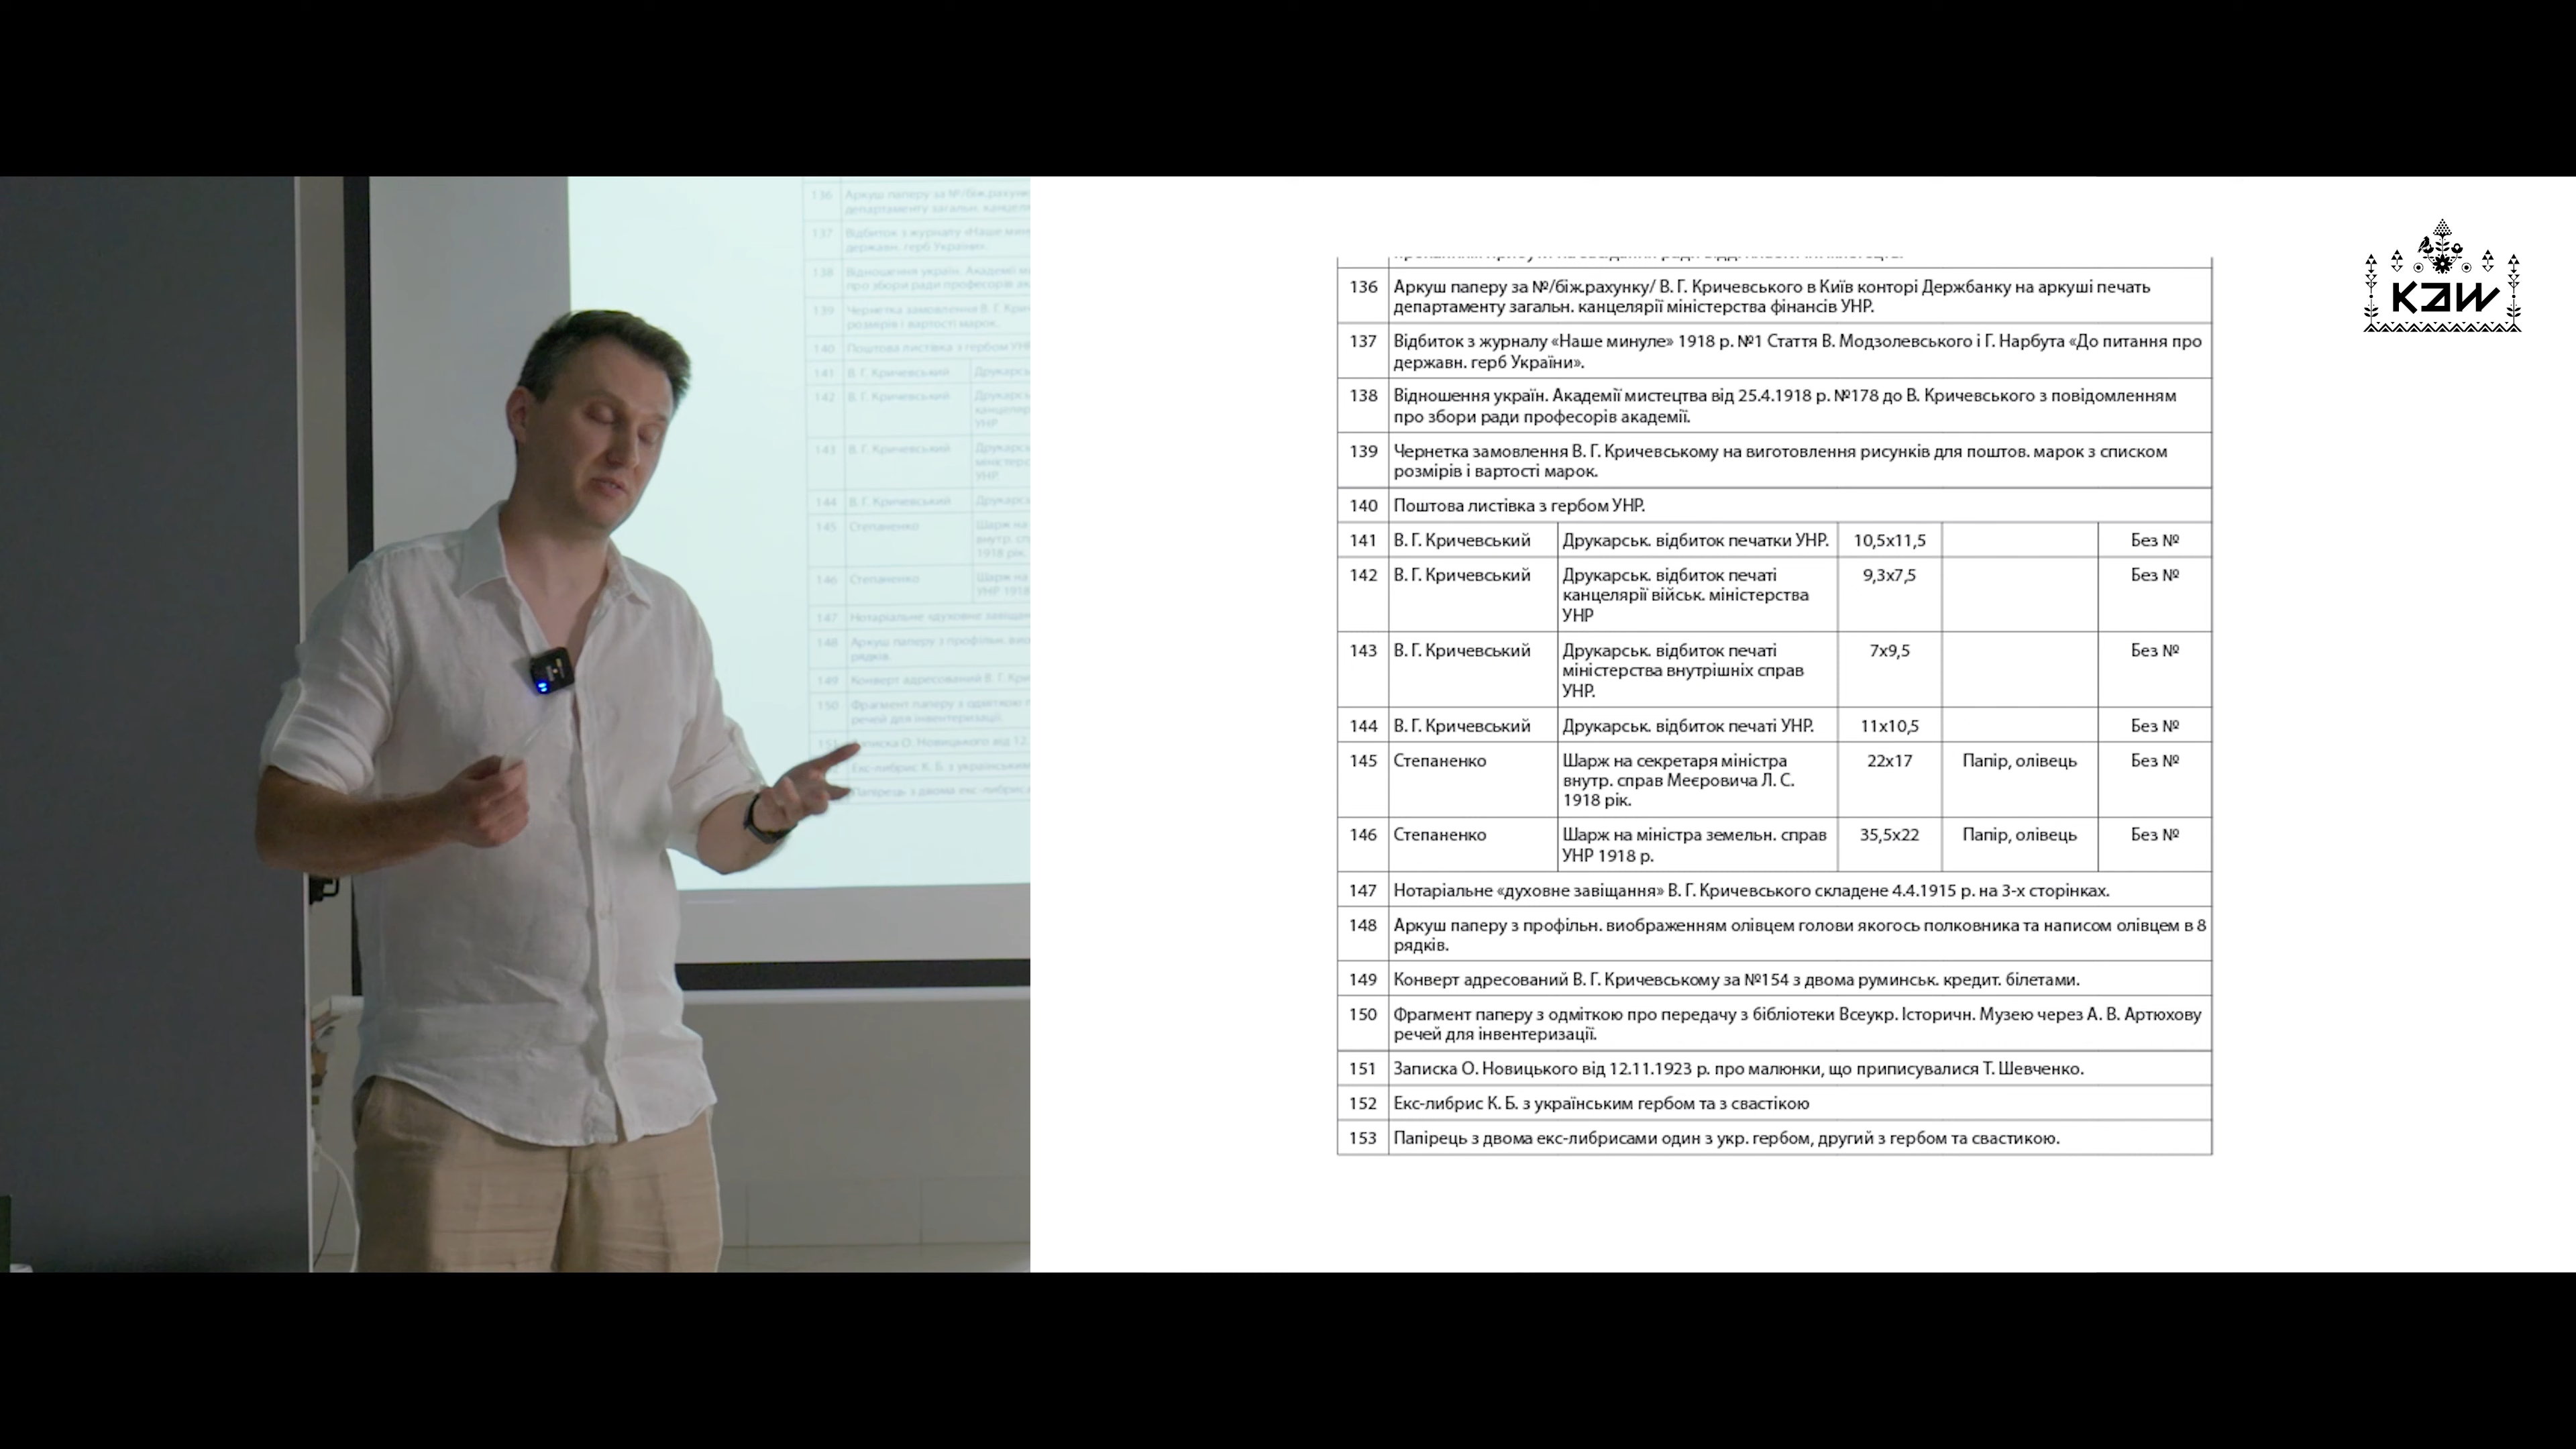 136 Аркуш паперу за №/біж.рахунку/ В. Г. Кричевського в Київ конторі Держбанку на аркуші печать
департаменту загальн. канцелярії міністерства фінансів УНР.
137 Відбиток з журналу «Наше минуле» 1918 р. №1 Стаття В. Модзолевського і Г. Нарбута «До питання про
державн. герб України».
138 Відношення україн. Академії мистецтва від 25.4.1918 р. №178 до В. Кричевського з повідомленням
про збори ради професорів академії.
139 Чернетка замовлення В. Г. Кричевському на виготовлення рисунків для поштов. марок з списком
розмірів і вартості марок.
140 Поштова листівка з гербом УНР.
141 В. Г. Кричевський Друкарськ. відбиток печатки УНР. 10,5х11,5 Без №
142 В. Г. Кричевський Друкарськ. відбиток печаті 9,3х7,5 Без №
канцелярії військ. міністерства
УНР
143 В. Г. Кричевський Друкарськ. відбиток печаті 7х9,5 Без №
міністерства внутрішніх справ
УНР.
144 В. Г. Кричевський Друкарськ. відбиток печаті УНР. 11х10,5 Без №
145 Степаненко Шарж на секретаря міністра 22х17 Папір, олівець Без №
внутр. справ Меєровича Л. С.
1918 рік.
146 Степаненко Шарж на міністра земельн. справ 35,5х22 Папір, олівець Без №
УНР 1918 р.
147 Нотаріальне «духовне завіщання» В. Г. Кричевського складене 4.4.1915 р. на 3-х сторінках.
148 Аркуш паперу з профільн. виображенням олівцем голови якогось полковника та написом олівцем в 8
рядків.
149 Конверт адресований В. Г. Кричевському за №154 з двома руминськ. кредит. білетами.
150 Фрагмент паперу з одміткою про передачу з бібліотеки Всеукр. Історичн. Музею через А. В. Артюхову
речей для інвентеризації.
151 Записка О. Новицького від 12.11.1923 р. про малюнки, що приписувалися Т. Шевченко.
152 Екс-либрис К. Б. з українським гербом та з свастікою
153 Папірець з двома екс-либрисами один з укр. гербом, другий з гербом та свастикою.